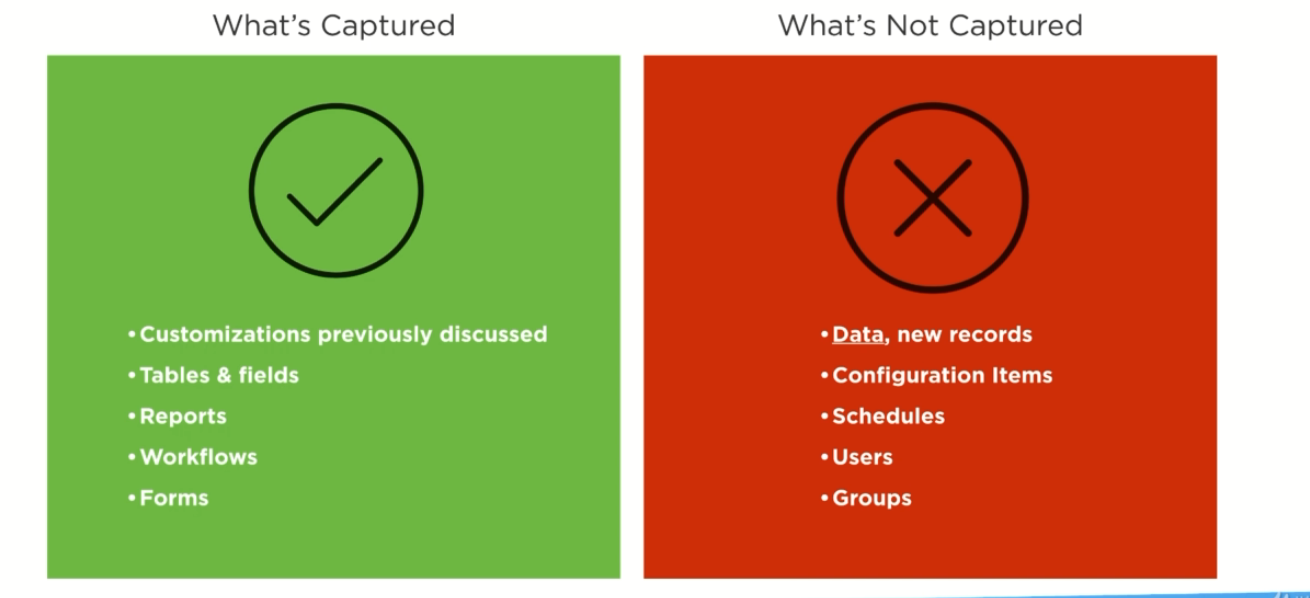 What’s Captured
What’s Not Captured
• Customizations previously discussed
• Tables & fields
• Reports
• Workflows
• Forms
• Data, new records
• Configuration Items
• Schedules
• Users
• Groups